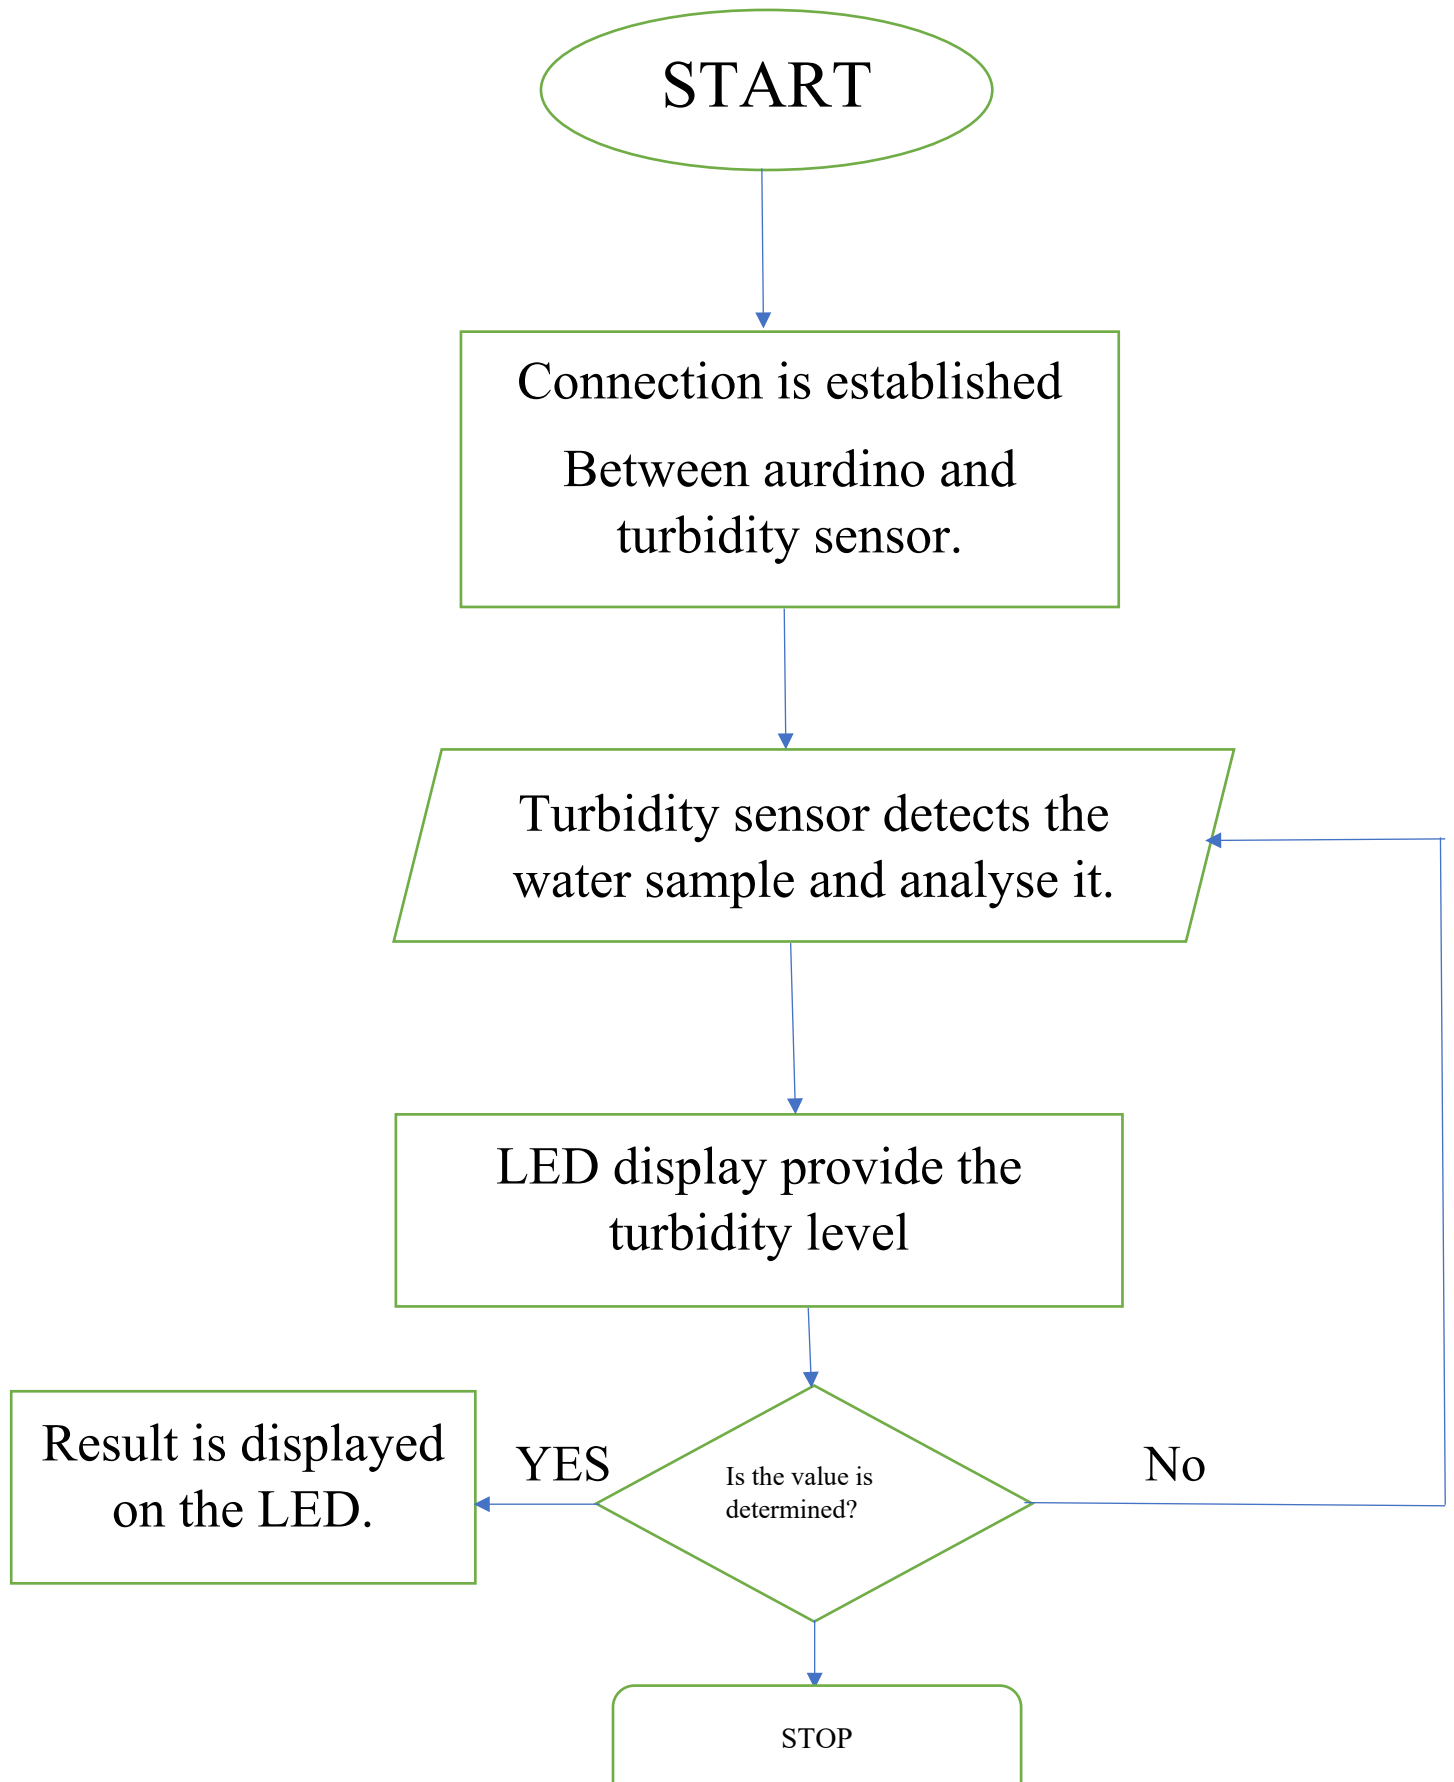 START
Connection is established
Between aurdino and
turbidity sensor.
Turbidity sensor detects the
water sample and analyse it.
LED display provide the
turbidity level
Result is displayed
on the LED.
YES
Is the value is
determined?
No
STOP